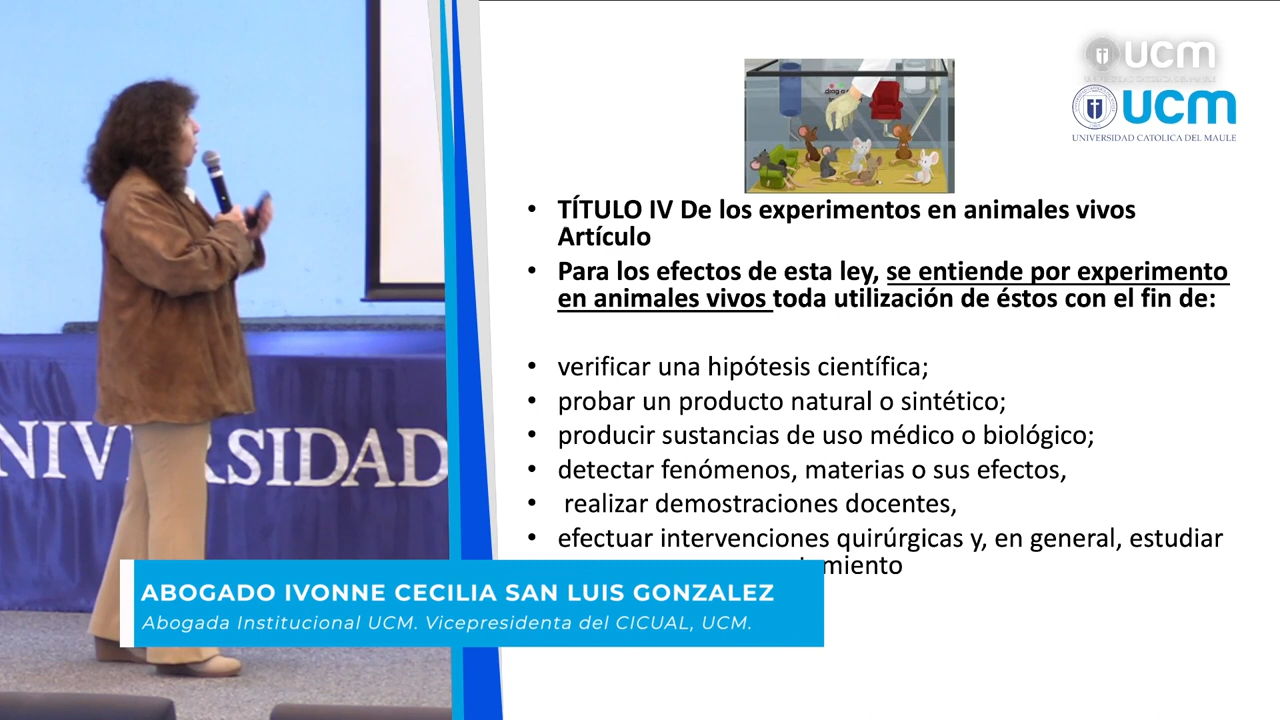 ucm
ucm
UNIVERSIDAD CATOLICA DEL MAULE
• TÍTULO IV De los experimentos en animales vivos
Artículo
• Para los efectos de esta ley, se entiende por experimento
en animales vivos toda utilización de éstos con el fin de:
• verificar una hipótesis científica;
• probar un producto natural o sintético;
• producir sustancias de uso médico o biológico;
• detectar fenómenos, materias o sus efectos,
• realizar demostraciones docentes,
• efectuar intervenciones quirúrgicas y, en general, estudiar
miento
NIV RSIDAD
ABOGADO IVONNE CECILIA SAN LUIS GONZALEZ
Abogada Institucional UCM. Vicepresidenta del CICUAL, UCM.